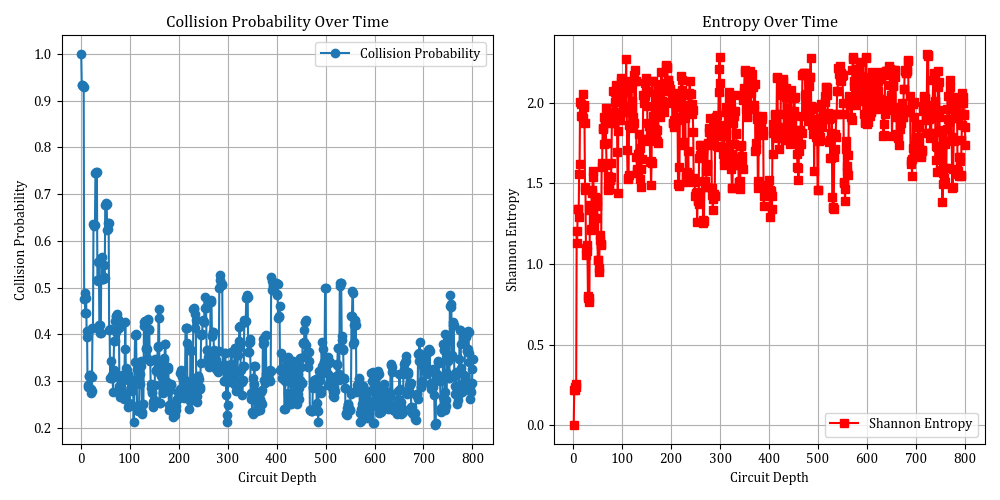 Collision Probability Over Time
Collision Probability
1.0
0.9
0.8
0.7
0.6
0.5
0.4
0.3
0.2
Collision Probability
0 100 200 300 400 500 600 700 800
Circuit Depth
Entropy Over Time
2.0
1.5
1.0
0.5
0.0
Shannon Entropy
Shannon Entropy
0 100 200 300 400 500 600 700 800
Circuit Depth